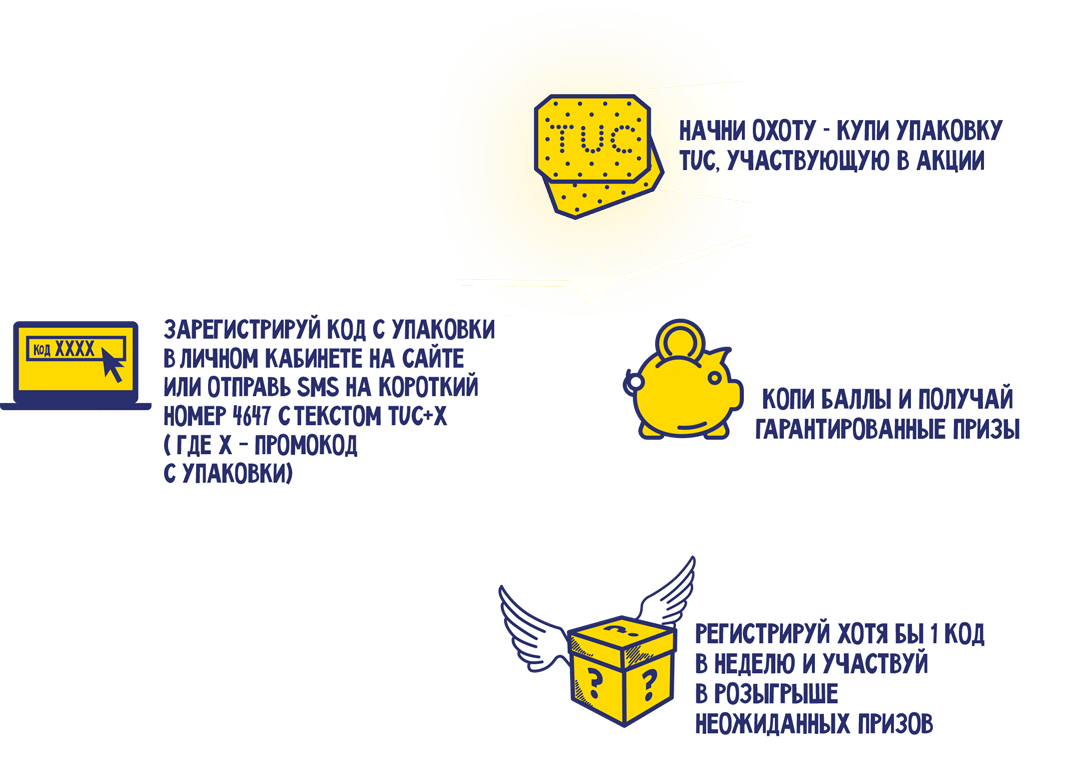 TUC
НАЧНИ ОХОТУ - КУПИ УПАКОВКУ
TUC, УЧАСТВУЮЩУЮ В АКЦИИ
КОД XXXX
ЗАРЕГИСТРИРУЙ КОД С УПАКОВКИ
В ЛИЧНОМ КАБИНЕТЕ НА САЙТЕ
ИЛИ ОТПРАВЬ SMS НА КОРОТКИЙ
НОМЕР 4647 С ТЕКСТОМ TUC+X
( ГДЕ X - ПРОМОКОД
С УПАКОВКИ)
КОПИ БАЛЛЫ И ПОЛУЧАЙ
ГАРАНТИРОВАННЫЕ ПРИЗЫ
?
? ?
РЕГИСТРИРУЙ ХОТЯ БЫ 1 КОД
В НЕДЕЛЮ И УЧАСТВУЙ
В РОЗЫГРЫШЕ
НЕОЖИДАННЫХ ПРИЗОВ